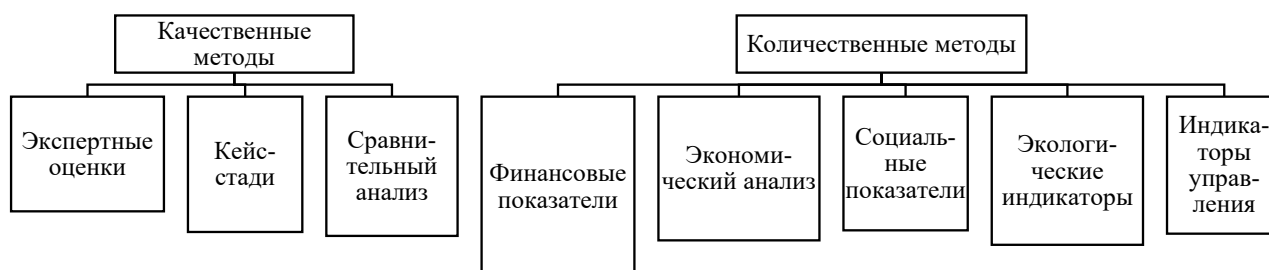 Качественные
методы
Количественные методы
Экспертные
оценки
Кейс-
стади
Сравни-
тельный
анализ
Финансовые
показатели
Экономи-
ческий анализ
Социаль-
ные
показатели
Экологи-
ческие
индикаторы
Индика-
торы
управ-
ления